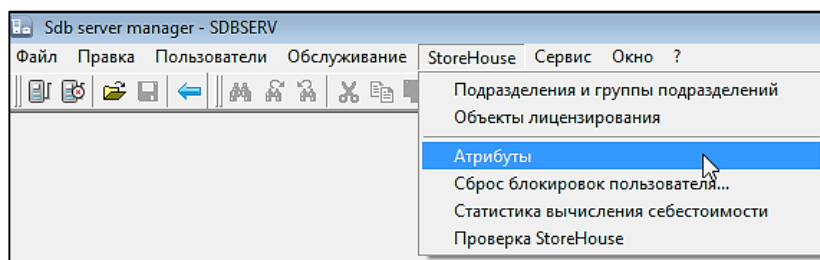 Sdb server manager - SDBSERV
Файл Правка Пользователи Обслуживание StoreHouse Сервис Окно ?
Подразделения и группы подразделений
Объекты лицензирования
Атрибуты
Сброс блокировок пользователя...
Статистика вычисления себестоимости
Проверка StoreHouse